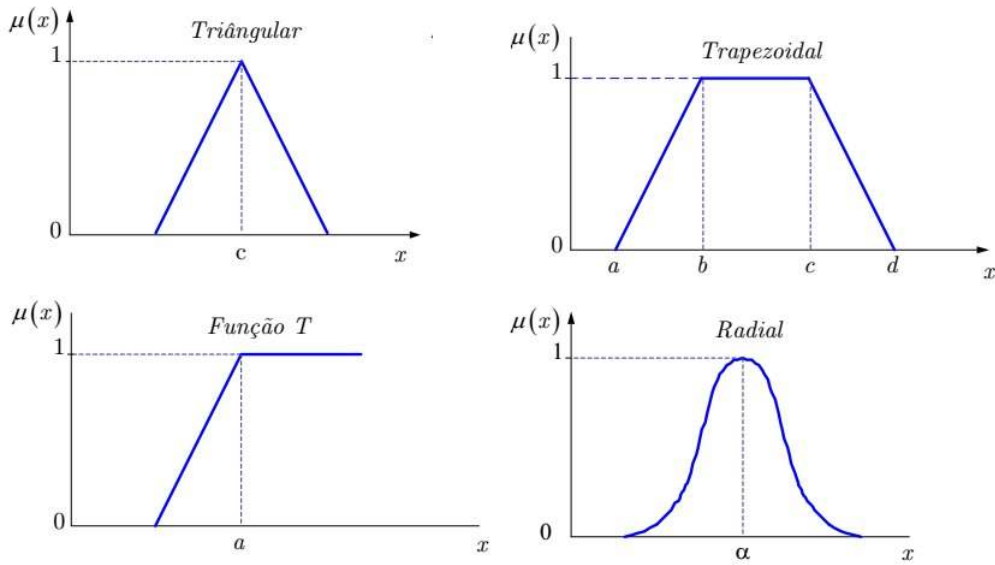 μ(x)
Triângular
1
0
c
x
μ(x)
Trapezoidal
1
0
a
b
c
d
x
μ(x)
Função T
1
0
a
x
μ(x)
Radial
1
0
α
x